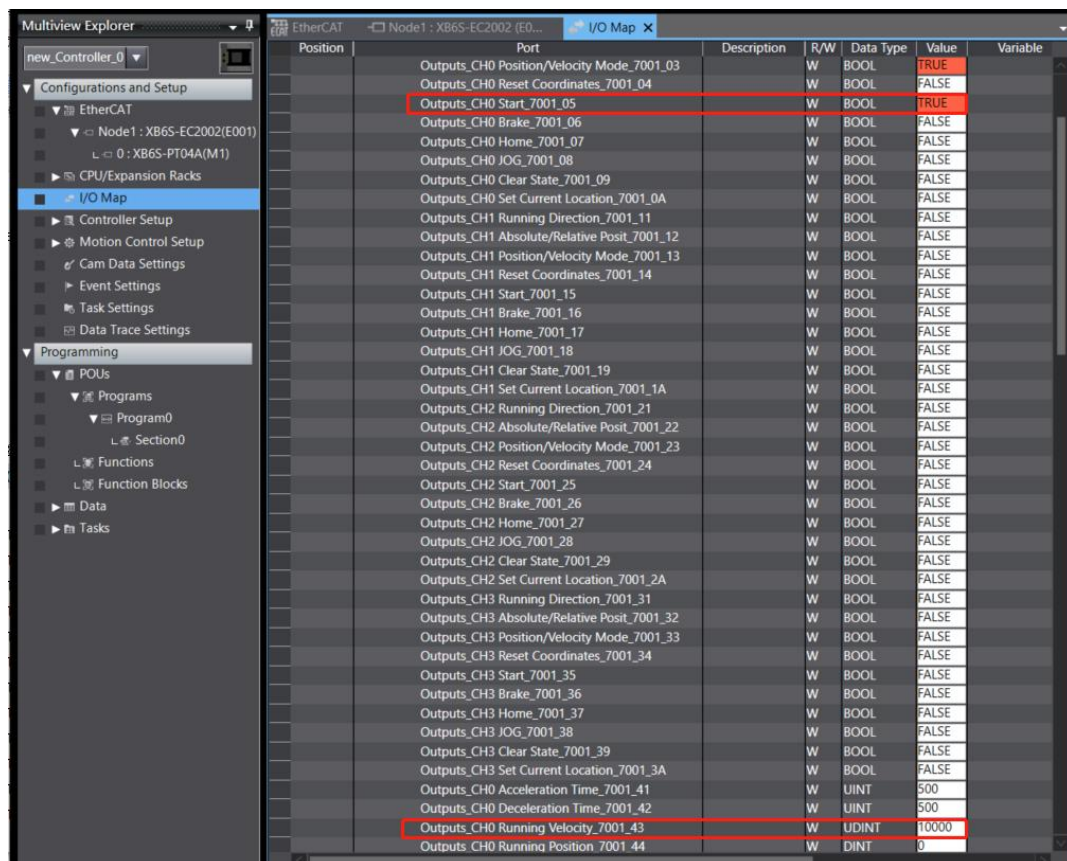 Multiview Explorer
new_Controller_0
Configurations and Setup
EtherCAT
Node1 : XB6S-EC2002(E001)
0 : XB6S-PT04A(M1)
CPU/Expansion Racks
I/O Map
Controller Setup
Motion Control Setup
Cam Data Settings
Event Settings
Task Settings
Data Trace Settings
Programming
POUs
Programs
Program0
Section0
Functions
Function Blocks
Data
Tasks
EtherCAT Node1 : XB6S-EC2002 (E0... I/O Map
Position Port Description R/W Data Type Value Variable
Outputs_CH0 Position/Velocity Mode_7001_03 W BOOL TRUE
Outputs_CH0 Reset Coordinates_7001_04 W BOOL FALSE
Outputs_CH0 Start_7001_05 W BOOL TRUE
Outputs_CH0 Brake_7001_06 W BOOL FALSE
Outputs_CH0 Home_7001_07 W BOOL FALSE
Outputs_CH0 JOG_7001_08 W BOOL FALSE
Outputs_CH0 Clear State_7001_09 W BOOL FALSE
Outputs_CH0 Set Current Location_7001_0A W BOOL FALSE
Outputs_CH1 Running Direction_7001_11 W BOOL FALSE
Outputs_CH1 Absolute/Relative Posit_7001_12 W BOOL FALSE
Outputs_CH1 Position/Velocity Mode_7001_13 W BOOL FALSE
Outputs_CH1 Reset Coordinates_7001_14 W BOOL FALSE
Outputs_CH1 Start_7001_15 W BOOL FALSE
Outputs_CH1 Brake_7001_16 W BOOL FALSE
Outputs_CH1 Home_7001_17 W BOOL FALSE
Outputs_CH1 JOG_7001_18 W BOOL FALSE
Outputs_CH1 Clear State_7001_19 W BOOL FALSE
Outputs_CH1 Set Current Location_7001_1A W BOOL FALSE
Outputs_CH2 Running Direction_7001_21 W BOOL FALSE
Outputs_CH2 Absolute/Relative Posit_7001_22 W BOOL FALSE
Outputs_CH2 Position/Velocity Mode_7001_23 W BOOL FALSE
Outputs_CH2 Reset Coordinates_7001_24 W BOOL FALSE
Outputs_CH2 Start_7001_25 W BOOL FALSE
Outputs_CH2 Brake_7001_26 W BOOL FALSE
Outputs_CH2 Home_7001_27 W BOOL FALSE
Outputs_CH2 JOG_7001_28 W BOOL FALSE
Outputs_CH2 Clear State_7001_29 W BOOL FALSE
Outputs_CH2 Set Current Location_7001_2A W BOOL FALSE
Outputs_CH3 Running Direction_7001_31 W BOOL FALSE
Outputs_CH3 Absolute/Relative Posit_7001_32 W BOOL FALSE
Outputs_CH3 Position/Velocity Mode_7001_33 W BOOL FALSE
Outputs_CH3 Reset Coordinates_7001_34 W BOOL FALSE
Outputs_CH3 Start_7001_35 W BOOL FALSE
Outputs_CH3 Brake_7001_36 W BOOL FALSE
Outputs_CH3 Home_7001_37 W BOOL FALSE
Outputs_CH3 JOG_7001_38 W BOOL FALSE
Outputs_CH3 Clear State_7001_39 W BOOL FALSE
Outputs_CH3 Set Current Location_7001_3A W BOOL FALSE
Outputs_CH0 Acceleration Time_7001_41 W UINT 500
Outputs_CH0 Deceleration Time_7001_42 W UINT 500
Outputs_CH0 Running Velocity_7001_43 W UDINT 10000
Outputs_CH0 Running Position_7001_44 W DINT 0